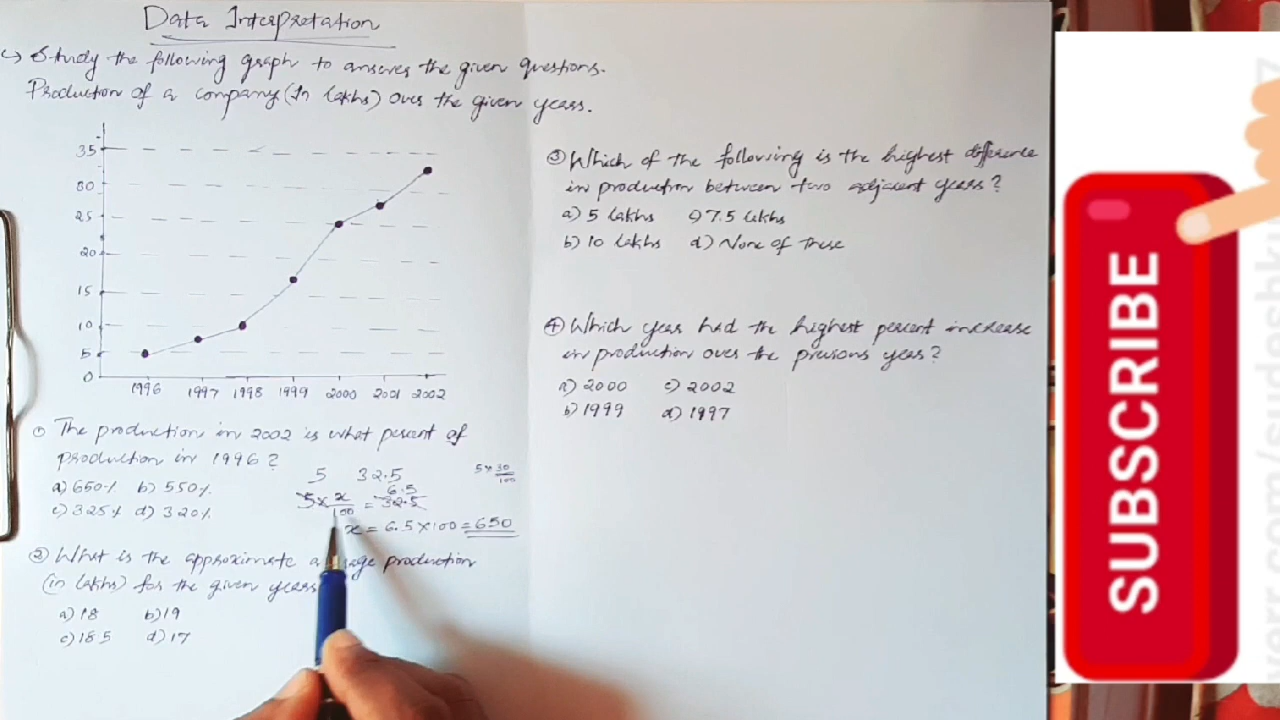 Data Interpretation
Study the following graph to answer the given questions.
Production of a company (In lakhs) over the given years.
35
30
25
20
15
10
5
0
1996 1997 1998 1999 2000 2001 2002
① The production in 2002 is what percent of
production in 1996 ?
a) 650% b) 550%
c) 325% d) 320%
5 32.5
5 × 30/100
6.5
5 × x/100 = 32.5
x = 6.5 × 100 = 650
② What is the approximate production
(in lakhs) for the given years
a) 18 b) 19
c) 18.5 d) 17
③ Which of the following is the highest difference
in production between two adjacent years ?
a) 5 lakhs c) 7.5 lakhs
b) 10 lakhs d) None of these
④ Which year had the highest percent increase
in production over the previous year ?
a) 2000 c) 2002
b) 1999 d) 1997
SUBSCRIBE